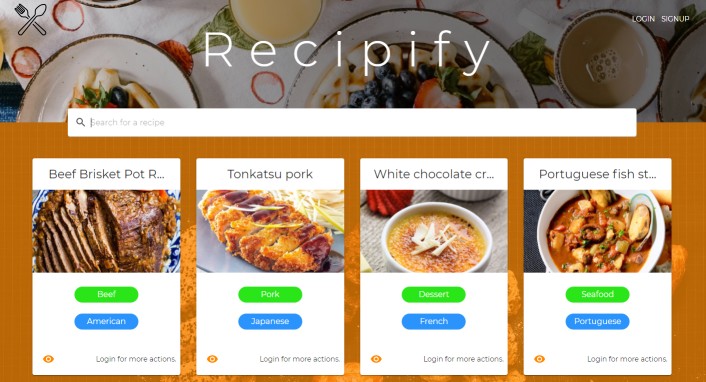 LOGIN SIGNUP
Recipify
Search for a recipe
Beef Brisket Pot R...
Tonkatsu pork
White chocolate cr...
Portuguese fish st...
Beef
Pork
Dessert
Seafood
American
Japanese
French
Portuguese
Login for more actions.
Login for more actions.
Login for more actions.
Login for more actions.